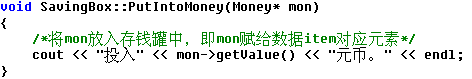 void SavingBox::PutIntoMoney(Money* mon)
{
    /*将mon放入存钱罐中，即mon赋给数据item对应元素*/
    cout << "投入" << mon->getValue() << "元币。" << endl;
}